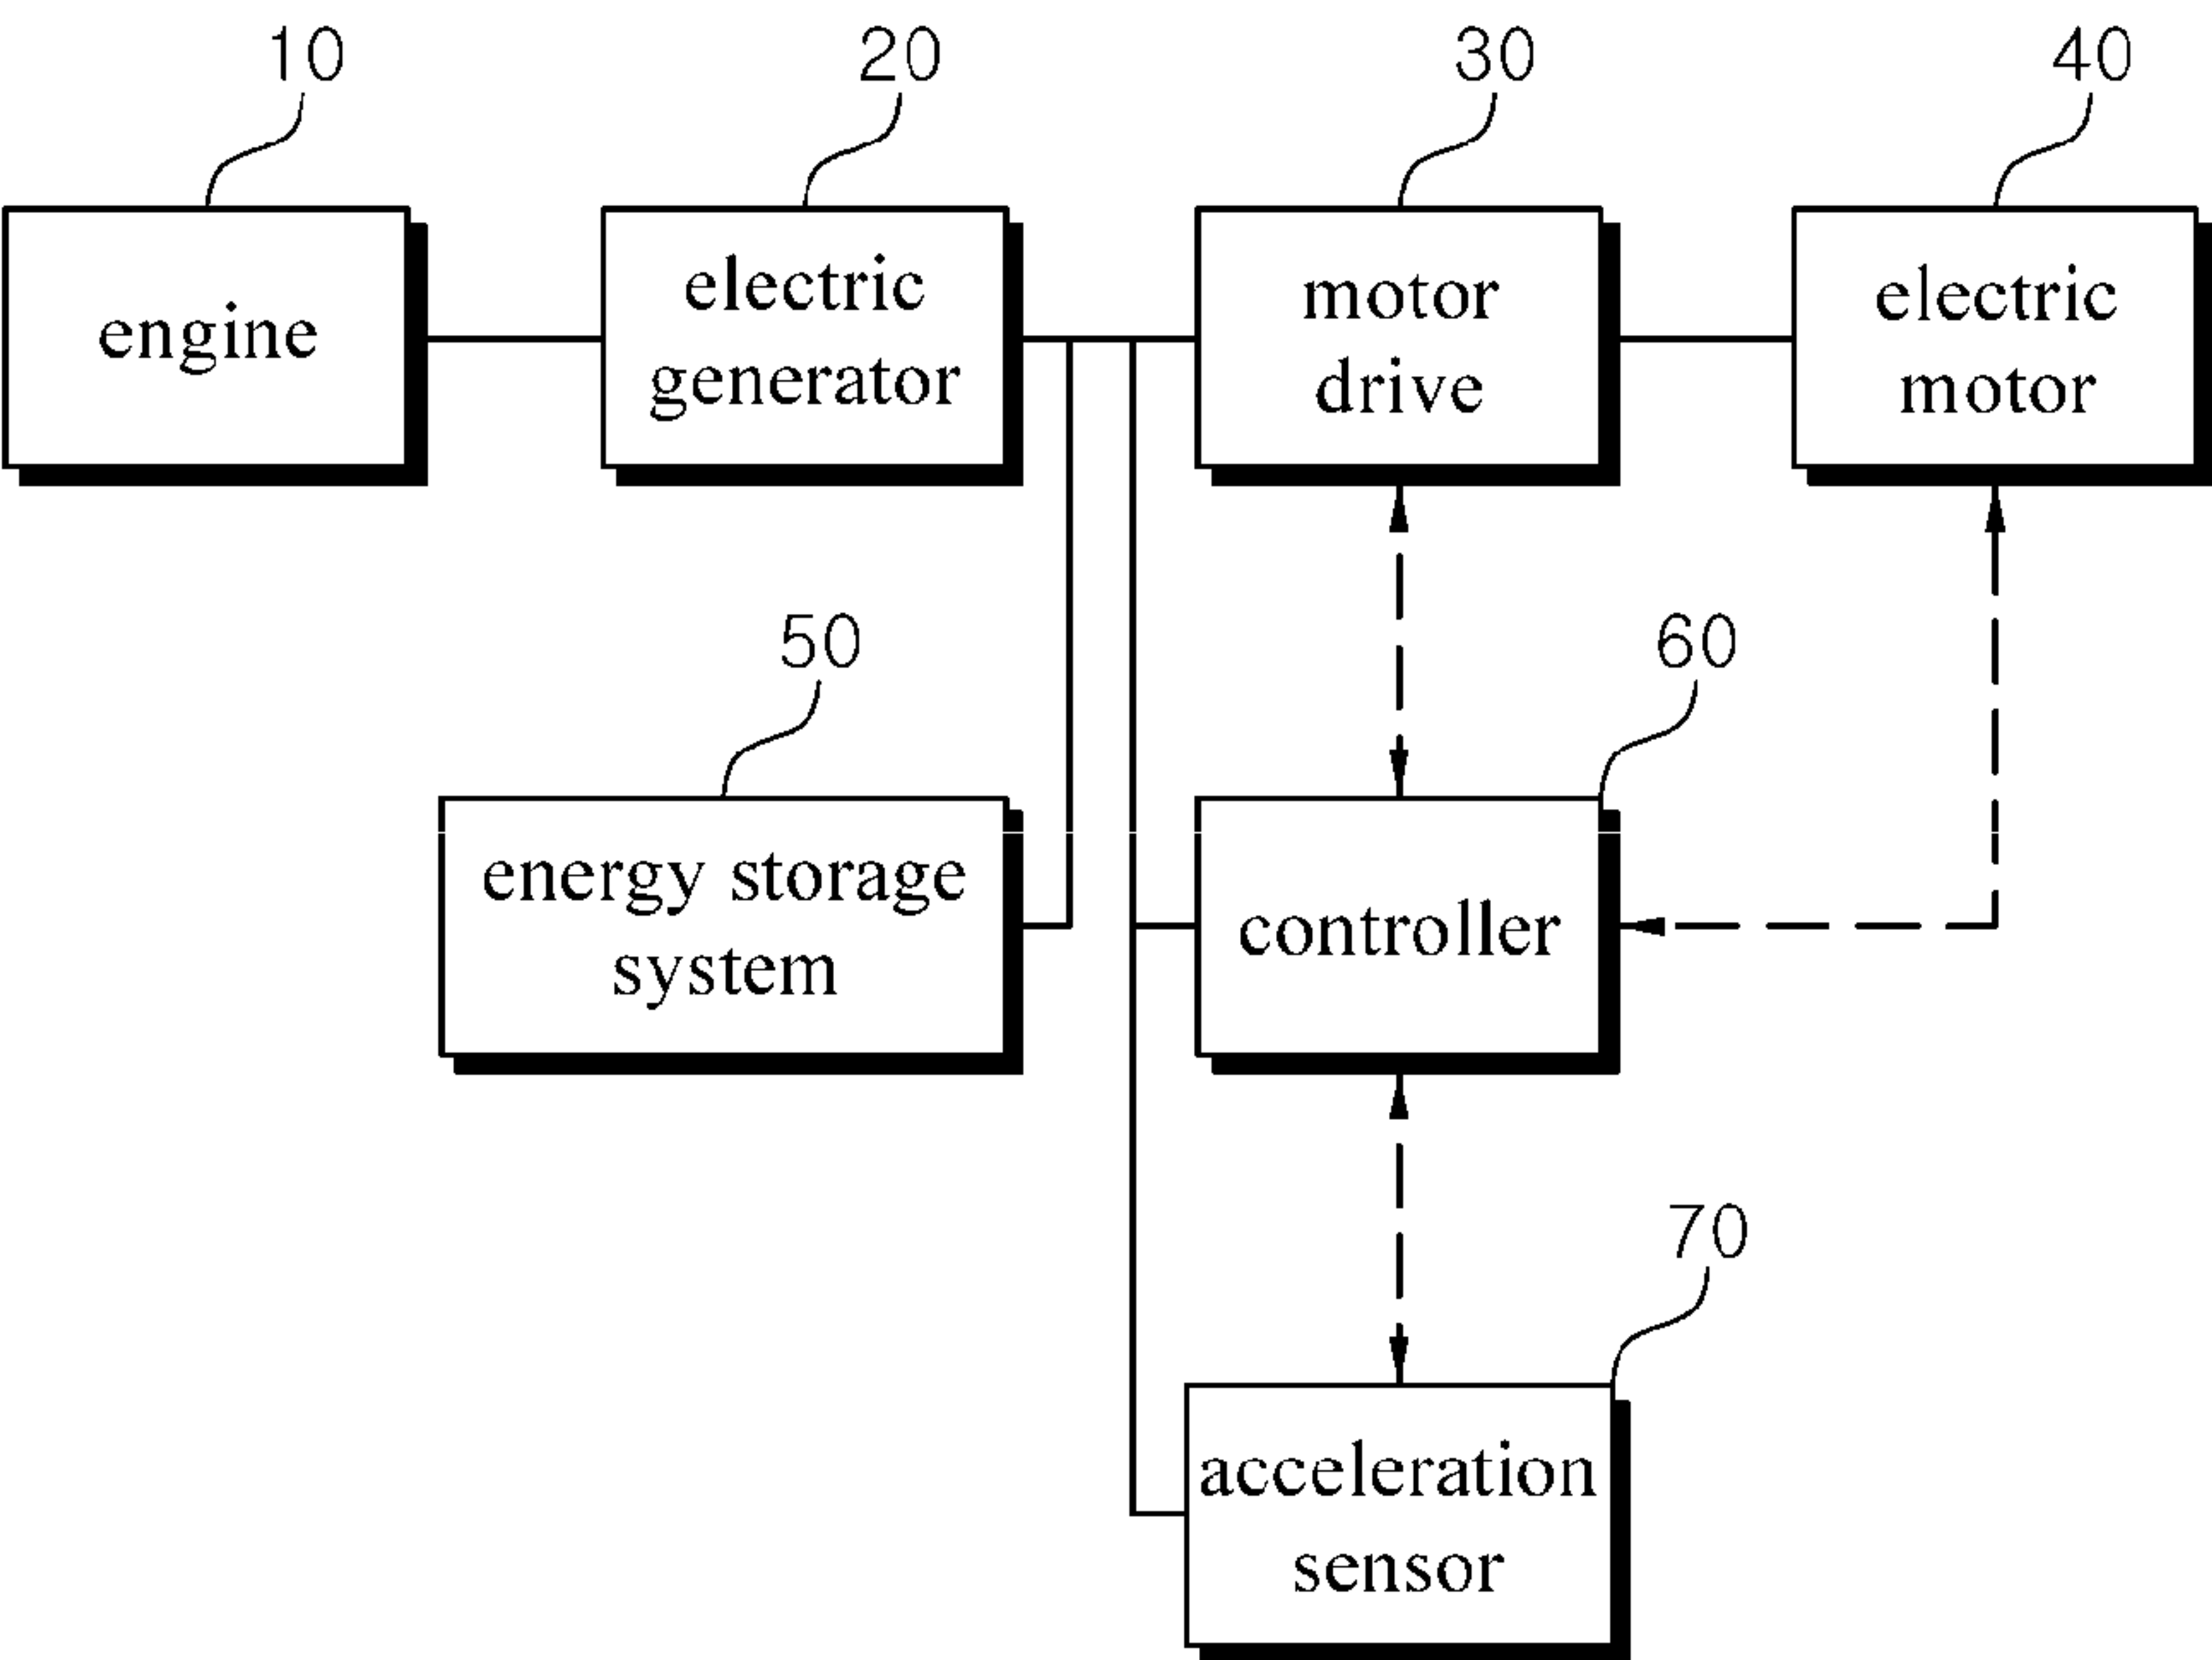 10
20
30
40
engine
electric
generator
motor
drive
electric
motor
50
60
energy storage
system
controller
70
acceleration
sensor